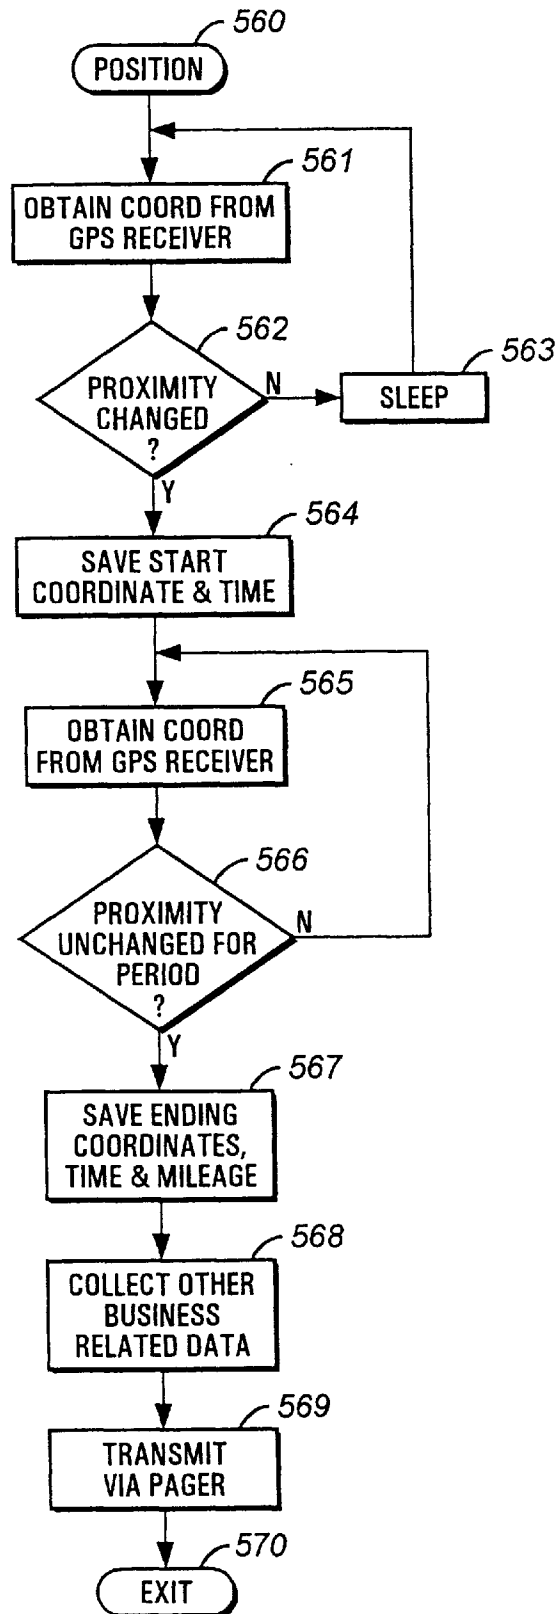 560
POSITION
561
OBTAIN COORD FROM
GPS RECEIVER
562
PROXIMITY
CHANGED
?
N
563
SLEEP
Y
564
SAVE START
COORDINATE & TIME
565
OBTAIN COORD
FROM GPS RECEIVER
566
PROXIMITY
UNCHANGED FOR
PERIOD
?
N
Y
567
SAVE ENDING
COORDINATES,
TIME & MILEAGE
568
COLLECT OTHER
BUSINESS
RELATED DATA
569
TRANSMIT
VIA PAGER
570
EXIT